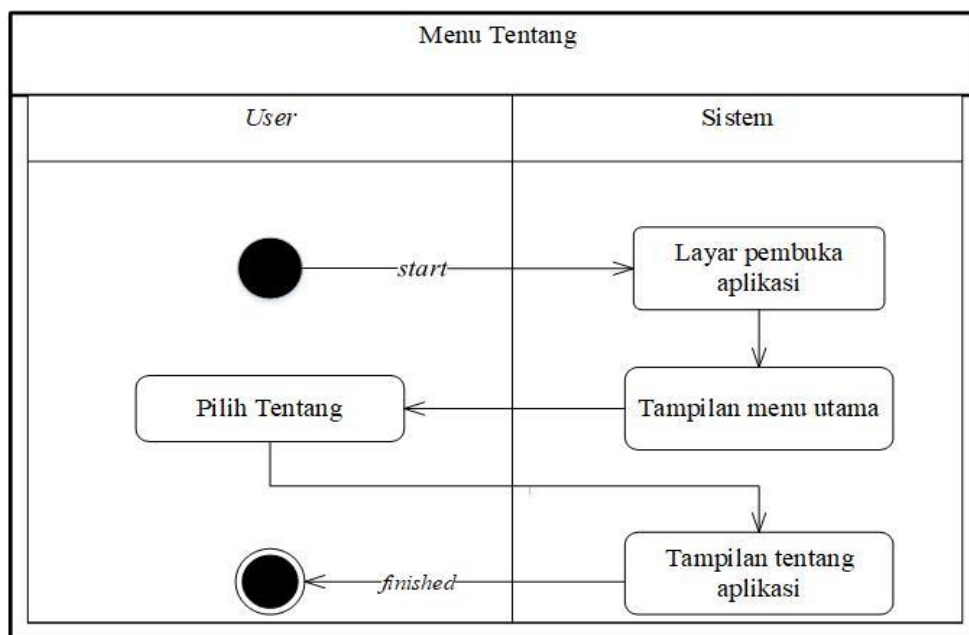 Menu Tentang
User
Sistem
start
Layar pembuka
aplikasi
Pilih Tentang
Tampilan menu utama
finished
Tampilan tentang
aplikasi